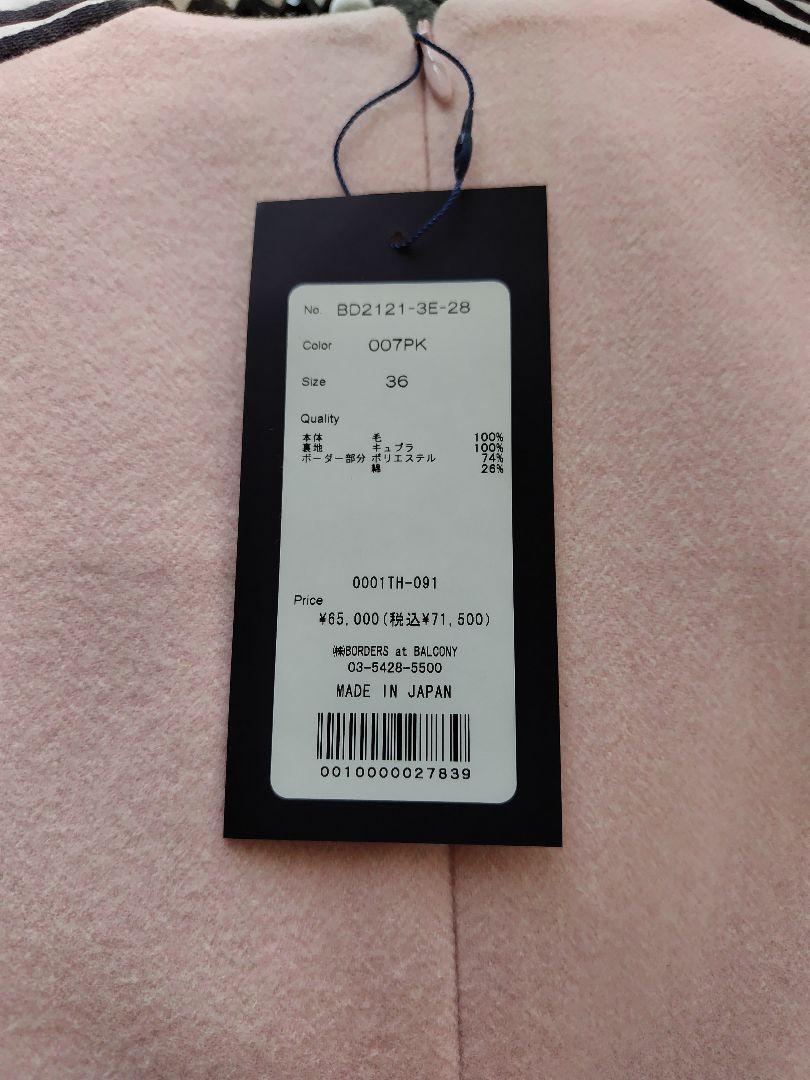 No. BD2121-3E-28
Color 007PK
Size 36
Quality
本体 毛 100%
裏地 キュプラ 100%
ボーダー部分 ポリエステル 74%
綿 26%
0001TH-091
Price
¥65,000(税込¥71,500)
㈱BORDERS at BALCONY
03-5428-5500
MADE IN JAPAN
0010000027839